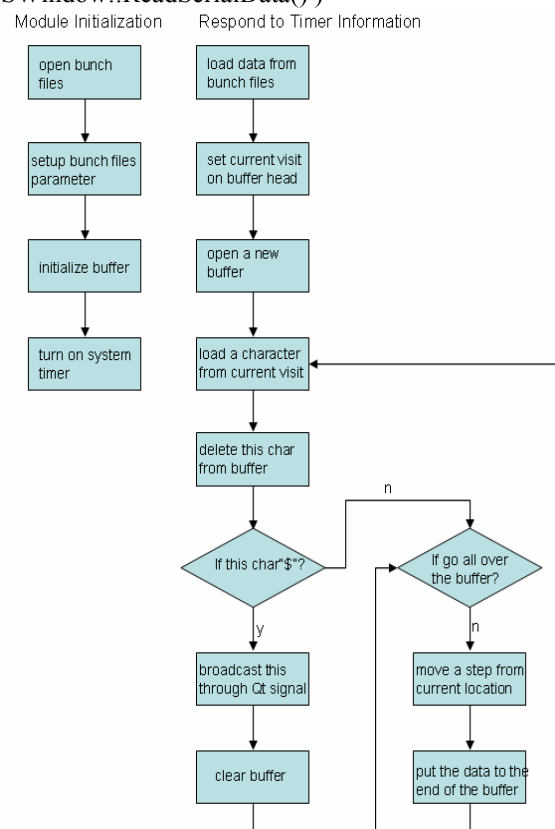 SWindow::ReadSerialData() )
Module Initialization
Respond to Timer Information
open bunch
files
setup bunch files
parameter
initialize buffer
turn on system
timer
load data from
bunch files
set current visit
on buffer head
open a new
buffer
load a character
from current visit
delete this char
from buffer
If this char"$"?
n
y
broadcast this
through Qt signal
clear buffer
If go all over
the buffer?
n
move a step from
current location
put the data to the
end of the buffer